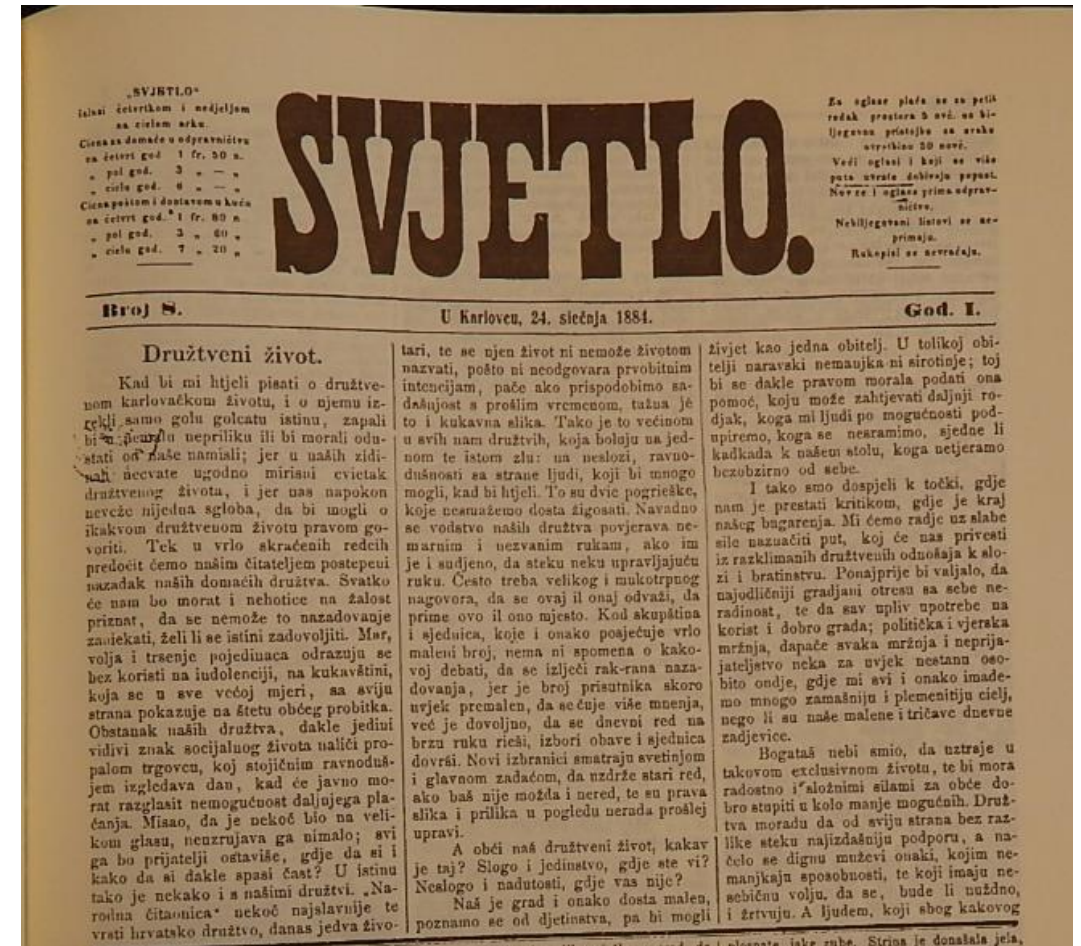 „SVJETLO“
izlazi četvrtkom i nedjeljom
na cielom arku.
Ciena za domaće u odpravničtvu
na četvrt god 1 fr. 50 n.
„ pol god. 3 „ — „
„ cielu god. 6 „ — „
Ciena poštom i dostavom u kuću
na četvrt god. 1 fr. 80 n
„ pol god. 3 „ 60 „
„ cielu god. 7 „ 20 „
SVJETLO.
Za oglase plaća se za petit
redak prostora 5 nvč. uz bi-
ljegovnu pristojbu za svako
uvrstbinu 30 novč.
Veći oglasi i koji se više
puta uvrste dobivaju popust.
Novce i oglase prima odprav-
ničtvo.
Nebiljegovani listovi se ne-
primaju.
Rukopisi se nevraćaju.
Broj 8.
U Karlovcu, 24. siečnja 1884.
God. I.
Družtveni život.
Kad bi mi htjeli pisati o družtve-
nom karlovačkom životu, i o njemu iz-
rekli samo golu golcatu istinu, zapali
bi nepriliku ili bi morali odu-
stati od naše namisli; jer u naših zidi-
nah necvate ugodno mirisni cvietak
družtvenog života, i jer nas napokon
neveže nijedna sgloba, da bi mogli o
ikakvom družtvenom životu pravom go-
voriti. Tek u vrlo skraćenih redcih
predočit ćemo našim čitateljem postepeni
nazadak naših domaćih družtva. Svatko
će nam bo morat i nehotice na žalost
priznat, da se nemože to nazadovanje
zaniekati, želi li se istini zadovoljiti. Mar,
volja i trsenje pojedinaca odrazuju se
bez koristi na indolenciji, na kukavštini,
koja se u sve većoj mjeri, sa sviju
strana pokazuje na štetu obćeg probitka.
Obstanak naših družtva, dakle jedini
vidivi znak socijalnog života naliči pro-
palom trgovcu, koj stojičnim ravnoduš-
jem izgledava dan, kad će javno mo-
rat razglasit nemogućnost daljnjega pla-
ćanja. Misao, da je nekoć bio na veli-
kom glasu, neuzrujava ga nimalo; svi
ga bo prijatelji ostaviše, gdje da si i
kako da si dakle spasi čast? U istinu
tako je nekako i s našimi družtvi. „Na-
rodna čitaonica“ nekoć najslavnije te
vrsti hrvatsko družtvo, danas jedva živo-
tari, te se njen život ni nemože životom
nazvati, pošto ni neodgovara prvobitnim
intencijam, pače ako prispodobimo sa-
dašnjost s prošlim vremenom, tužna je
to i kukavna slika. Tako je to većinom
u svih nam družtvih, koja boluju na jed-
nom te istom zlu: na neslozi, ravno-
dušnosti sa strane ljudi, koji bi mnogo
mogli, kad bi htjeli. To su dvie pogrieške,
koje nesmažemo dosta žigosati. Navadno
se vodstvo naših družtva povjerava ne-
marnim i nezvanim rukam, ako im
je i sudjeno, da steku neku upravljajuću
ruku. Često treba velikog i mukotrpnog
nagovora, da se ovaj il onaj odvaži, da
prime ovo il ono mjesto. Kod skupština
i sjednica, koje i onako posjećuje vrlo
maleni broj, nema ni spomena o kako-
voj debati, da se izlječi rak-rana naza-
dovanja, jer je broj prisutnika skoro
uvjek premalen, da se čuje više mnenja,
već je dovoljno, da se dnevni red na
brzu ruku rieši, izbori obave i sjednica
dovrši. Novi izbranici smatraju svetinjom
i glavnom zadaćom, da uzdrže stari red,
ako baš nije možda i nered, te su prava
slika i prilika u pogledu nerada prošlej
upravi.
A obći naš družtveni život, kakav
je taj? Slogo i jedinstvo, gdje ste vi?
Neslogo i nadutosti, gdje vas nije?
Naš je grad i onako dosta malen,
poznamo se od djetinstva, pa bi mogli
živjet kao jedna obitelj. U tolikoj obi-
telji naravski nemanjka ni sirotinje; toj
bi se dakle pravom morala podati ona
pomoć, koju može zahtjevati daljnji ro-
djak, koga mi ljudi po mogućnosti pod-
upiremo, koga se nesramimo, sjedne li
kadkada k našem stolu, koga netjeramo
bezobzirno od sebe.
I tako smo dospjeli k točki, gdje
nam je prestati kritikom, gdje je kraj
našeg bugarenja. Mi ćemo radje uz slabe
sile naznačiti put, koj će nas privesti
iz razklimanih družtvenih odnošaja k slo-
zi i bratinstvu. Ponajprije bi valjalo, da
najodličniji gradjani otresu sa sebe ne-
radinost, te da sav upliv upotrebe na
korist i dobro grada; politička i vjerska
mržnja, dapače svaka mržnja i neprija-
jateljstvo neka za uvjek nestanu oso-
bito ondje, gdje mi svi i onako imade-
mo mnogo zamašniju i plemenitiju cielj,
nego li su naše malene i tričave dnevne
zadjevice.
Bogataš nebi smio, da uztraje u
takovom exclusivnom životu, te bi mora
radostno i složnimi silami za obće do-
bro stupiti u kolo manje mogućnih. Druž-
tva moradu da od sviju strana bez raz-
like steku najizdašniju podporu, a na-
čelo se dignu muževi onaki, kojim ne-
manjkaju sposobnosti, te koji imaju ne-
sebičnu volju, da se, bude li nuždno,
i žrtvuju. A ljudem, koji sbog kakovog
Strina je donašala jela,